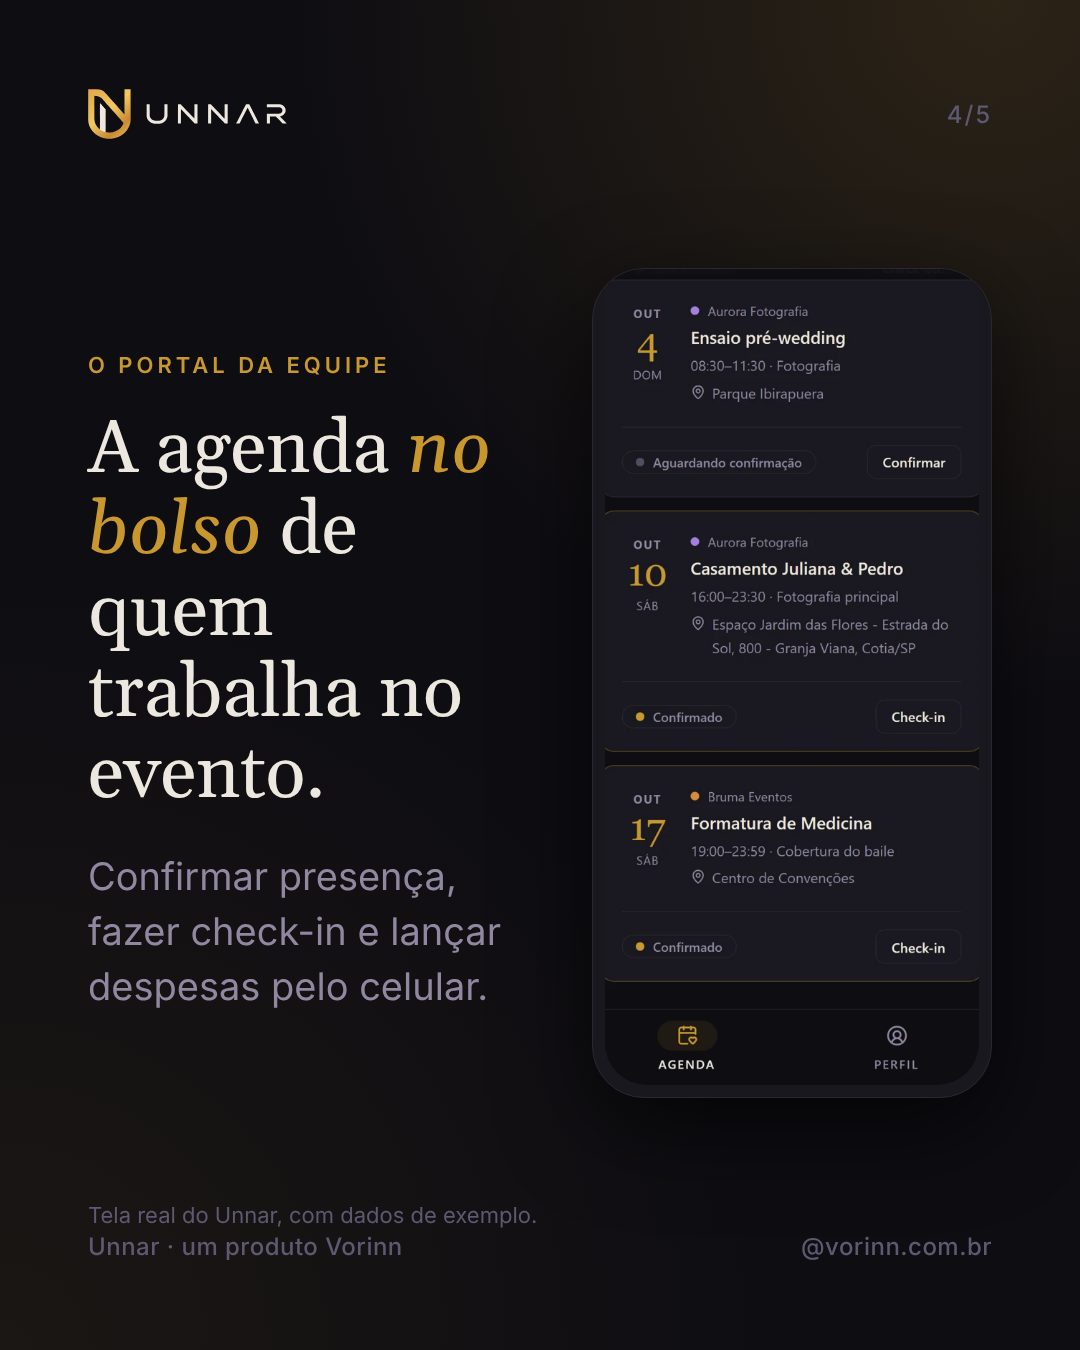 UNNAR
4/5
O PORTAL DA EQUIPE
A agenda no
bolso de
quem
trabalha no
evento.
Confirmar presença,
fazer check-in e lançar
despesas pelo celular.
OUT
4
DOM
Aurora Fotografia
Ensaio pré-wedding
08:30–11:30 · Fotografia
Parque Ibirapuera
Aguardando confirmação
Confirmar
OUT
10
SÁB
Aurora Fotografia
Casamento Juliana & Pedro
16:00–23:30 · Fotografia principal
Espaço Jardim das Flores - Estrada do
Sol, 800 - Granja Viana, Cotia/SP
Confirmado
Check-in
OUT
17
SÁB
Bruma Eventos
Formatura de Medicina
19:00–23:59 · Cobertura do baile
Centro de Convenções
Confirmado
Check-in
AGENDA
PERFIL
Tela real do Unnar, com dados de exemplo.
Unnar · um produto Vorinn
@vorinn.com.br